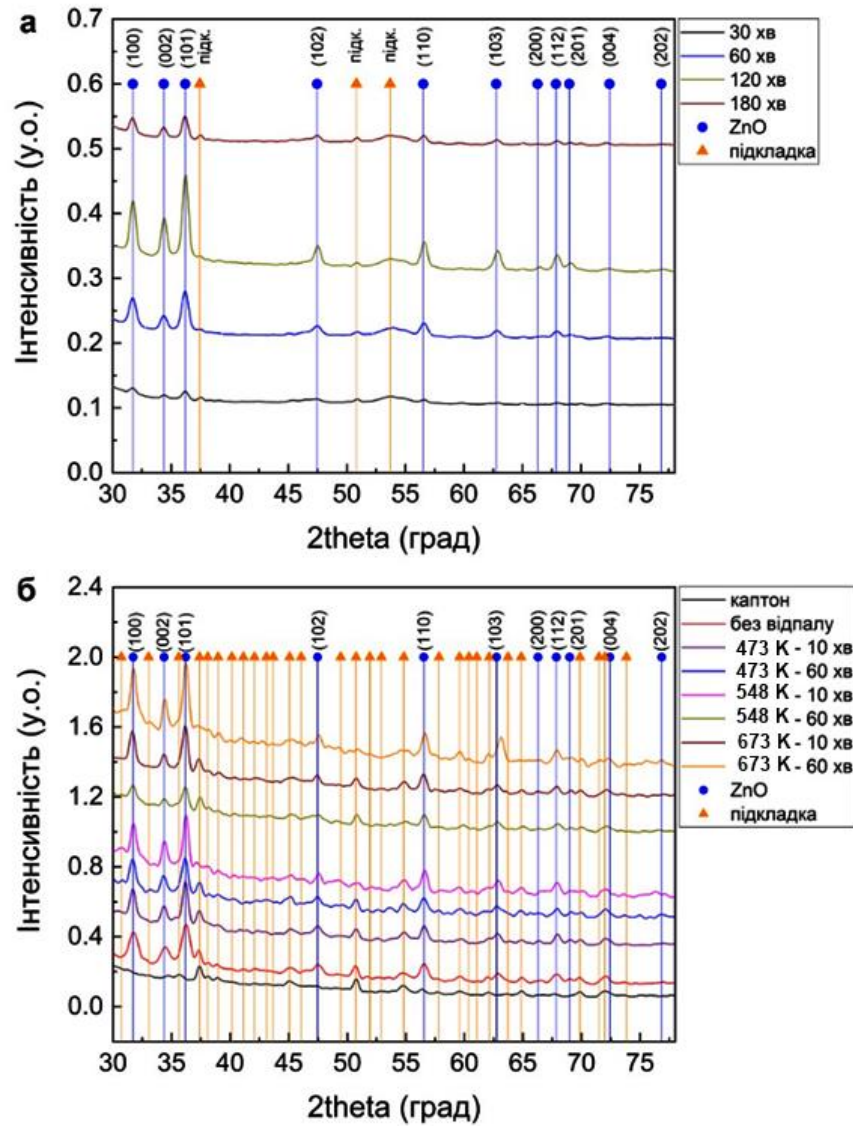 а
0.7
0.6
0.5
0.4
0.3
0.2
0.1
0.0
Інтенсивність (у.о.)
(100)
(002)
(101)
підк.
(102)
підк.
підк.
(110)
(103)
(200)
(112)
(201)
(004)
(202)
30 35 40 45 50 55 60 65 70 75
2theta (град)
30 хв
60 хв
120 хв
180 хв
ZnO
підкладка
б
2.4
2.0
1.6
1.2
0.8
0.4
0.0
Інтенсивність (у.о.)
(100)
(002)
(101)
(102)
(110)
(103)
(200)
(112)
(201)
(004)
(202)
30 35 40 45 50 55 60 65 70 75
2theta (град)
каптон
без відпалу
473 K - 10 хв
473 K - 60 хв
548 K - 10 хв
548 K - 60 хв
673 K - 10 хв
673 K - 60 хв
ZnO
підкладка